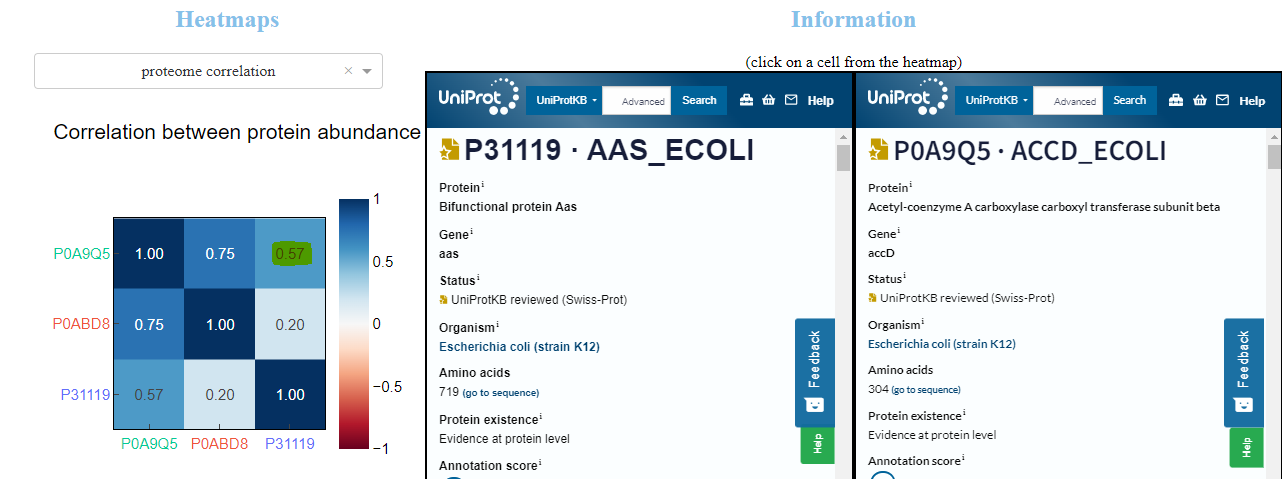 Heatmaps
proteome correlation
×
Correlation between protein abundance
1
0.5
0
−0.5
−1
P0A9Q5 1.00 0.75 0.57
P0ABD8 0.75 1.00 0.20
P31119 0.57 0.20 1.00
P0A9Q5 P0ABD8 P31119
Information
(click on a cell from the heatmap)
UniProt UniProtKB Advanced Search Help
P31119 · AAS_ECOLI
Protein i
Bifunctional protein Aas
Gene i
aas
Status i
UniProtKB reviewed (Swiss-Prot)
Organism i
Escherichia coli (strain K12)
Amino acids
719 (go to sequence)
Protein existence i
Evidence at protein level
Annotation score i
Feedback
Help
UniProt UniProtKB Advanced Search Help
P0A9Q5 · ACCD_ECOLI
Protein i
Acetyl-coenzyme A carboxylase carboxyl transferase subunit beta
Gene i
accD
Status i
UniProtKB reviewed (Swiss-Prot)
Organism i
Escherichia coli (strain K12)
Amino acids
304 (go to sequence)
Protein existence i
Evidence at protein level
Annotation score i
Feedback
Help